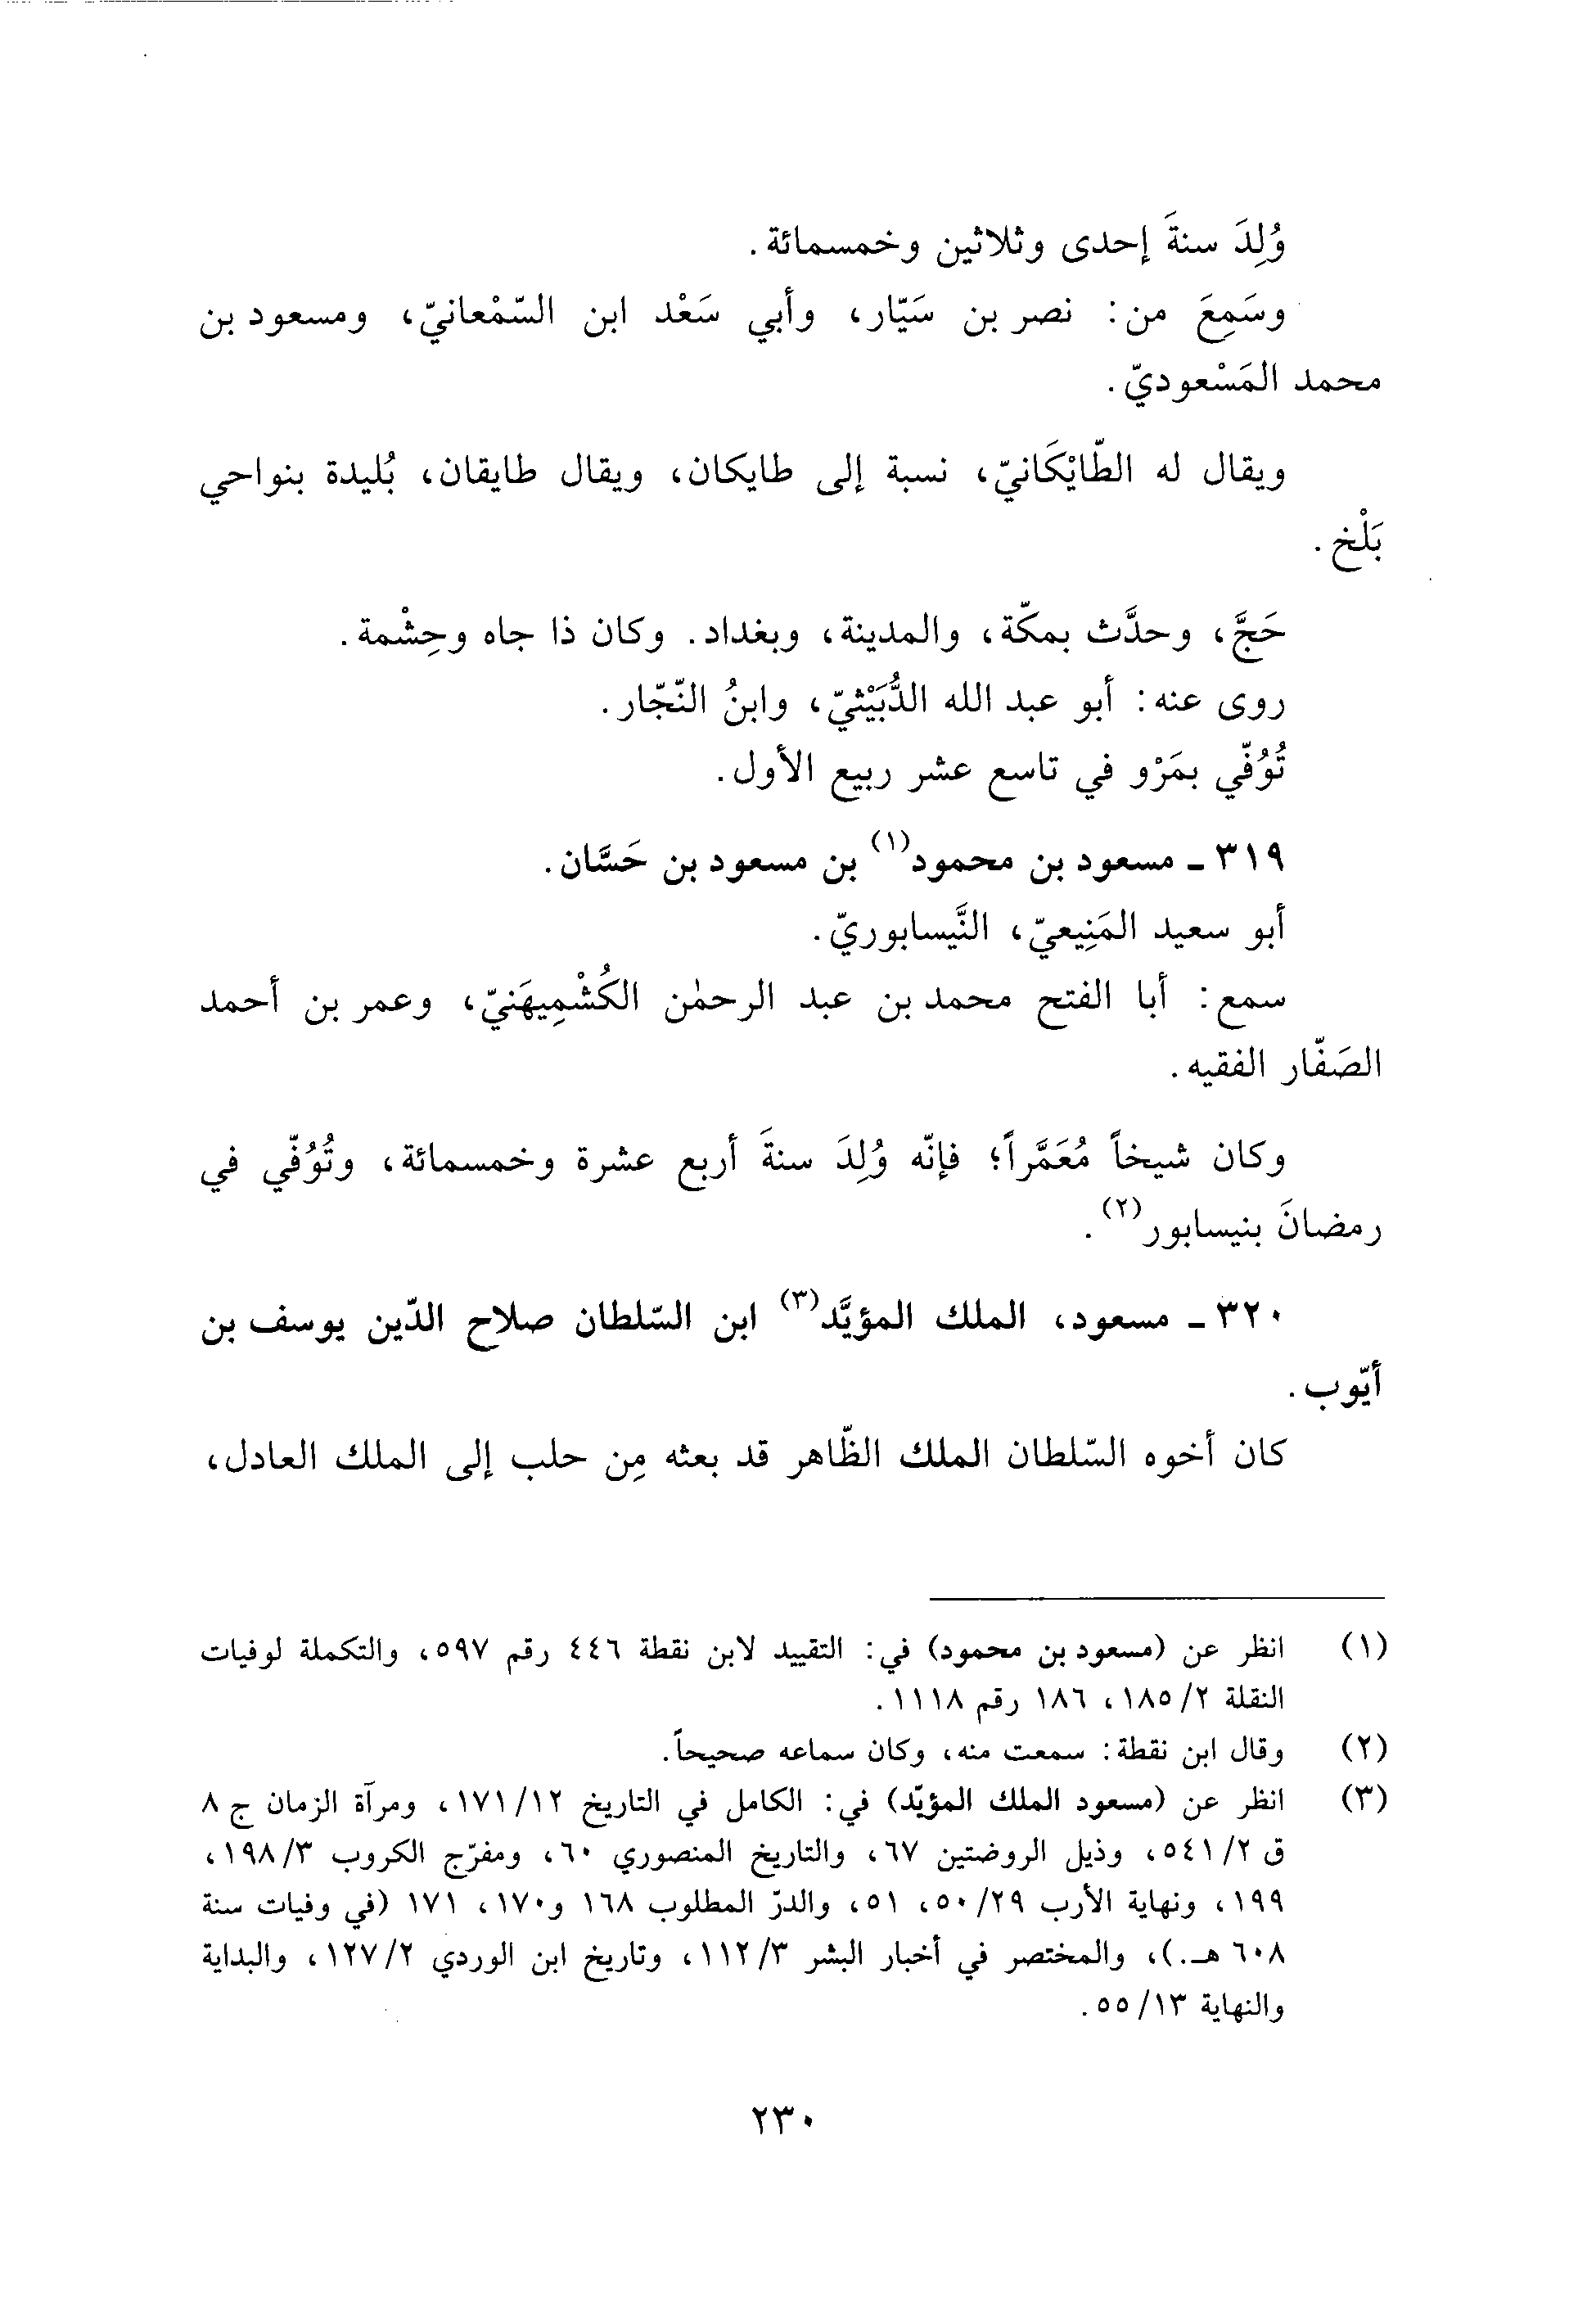 وُلِدَ سنةَ إحدى وثلاثين وخمسمائة.
وسَمِعَ من: نصر بن سَيّار، وأبي سَعْد ابن السّمْعانيّ، ومسعود بن
محمد المَسْعوديّ.
ويقال له الطّايْكَانيّ، نسبة إلى طايكان، ويقال طايقان، بُليدة بنواحي
بَلْخ.
حَجَّ، وحدَّث بمكّة، والمدينة، وبغداد. وكان ذا جاه وحِشْمة.
روى عنه: أبو عبد الله الدُّبَيْثيّ، وابنُ النّجّار.
تُوُفّي بمَرْو في تاسع عشر ربيع الأول.
٣١٩ - مسعود بن محمود(١) بن مسعود بن حَسَّان.
أبو سعيد المَنِيعيّ، النَّيسابوريّ.
سمع: أبا الفتح محمد بن عبد الرحمٰن الكُشْمِيهَنيّ، وعمر بن أحمد
الصَفّار الفقيه.
وكان شيخاً مُعَمَّراً؛ فإنّه وُلِدَ سنةَ أربع عشرة وخمسمائة، وتُوُفّي في
رمضانَ بنيسابور(٢).
٣٢٠ - مسعود، الملك المؤيَّد(٣) ابن السّلطان صلاح الدّين يوسف بن
أيّوب.
كان أخوه السّلطان الملك الظّاهر قد بعثه مِن حلب إلى الملك العادل،
(١) انظر عن (مسعود بن محمود) في: التقييد لابن نقطة ٤٤٦ رقم ٥٩٧، والتكملة لوفيات
النقلة ٢/ ١٨٥، ١٨٦ رقم ١١١٨.
(٢) وقال ابن نقطة: سمعت منه، وكان سماعه صحيحاً.
(٣) انظر عن (مسعود الملك المؤيّد) في: الكامل في التاريخ ١٢/ ١٧١، ومرآة الزمان ج ٨
ق ٢/ ٥٤١، وذيل الروضتين ٦٧، والتاريخ المنصوري ٦٠، ومفرّج الكروب ٣/ ١٩٨،
١٩٩، ونهاية الأرب ٢٩/ ٥٠، ٥١، والدرّ المطلوب ١٦٨ و١٧٠، ١٧١ (في وفيات سنة
٦٠٨ هـ.)، والمختصر في أخبار البشر ٣/ ١١٢، وتاريخ ابن الوردي ٢/ ١٢٧، والبداية
والنهاية ١٣/ ٥٥.
٢٣٠